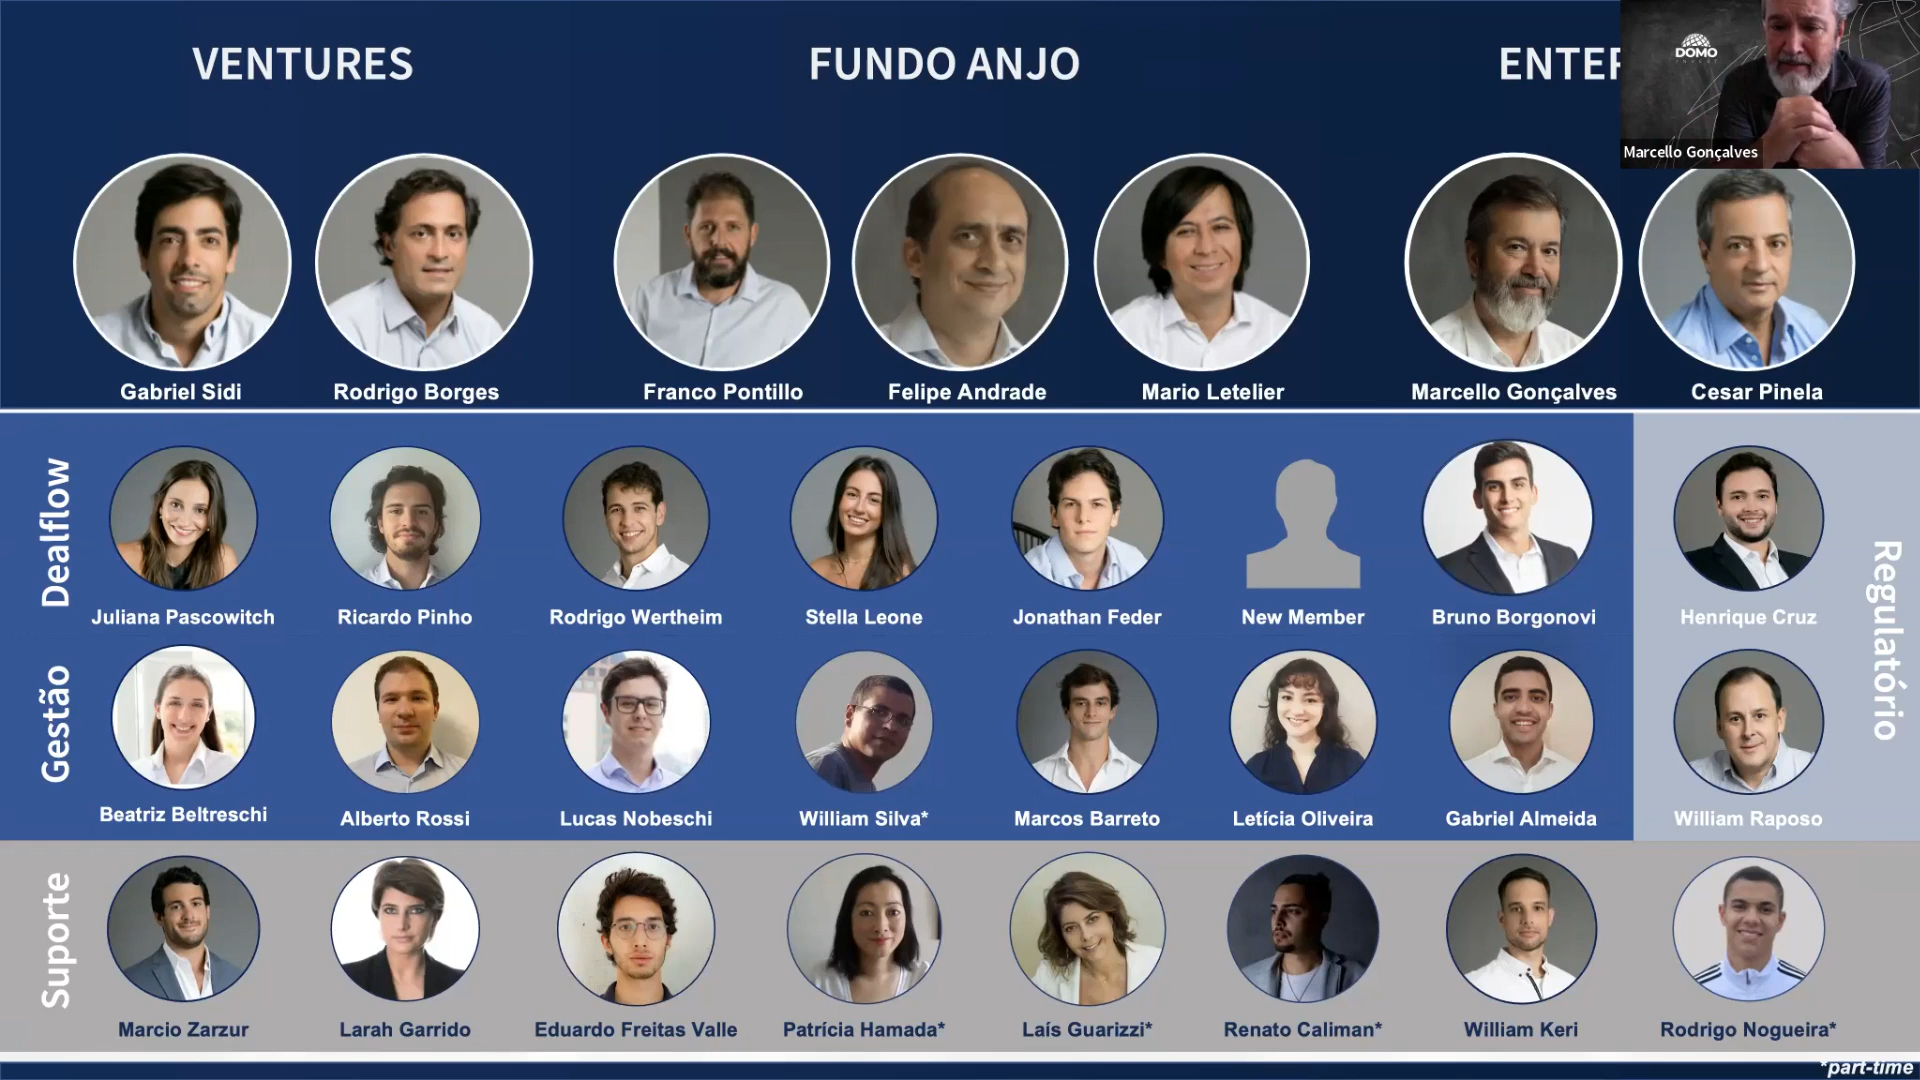 VENTURES
FUNDO ANJO
ENTER
DOMO
Marcello Gonçalves
Gabriel Sidi
Rodrigo Borges
Franco Pontillo
Felipe Andrade
Mario Letelier
Marcello Gonçalves
Cesar Pinela
Dealflow
Juliana Pascowitch
Ricardo Pinho
Rodrigo Wertheim
Stella Leone
Jonathan Feder
New Member
Bruno Borgonovi
Henrique Cruz
Regulatório
Gestão
Beatriz Beltreschi
Alberto Rossi
Lucas Nobeschi
William Silva*
Marcos Barreto
Letícia Oliveira
Gabriel Almeida
William Raposo
Suporte
Marcio Zarzur
Larah Garrido
Eduardo Freitas Valle
Patrícia Hamada*
Laís Guarizzi*
Renato Caliman*
William Keri
Rodrigo Nogueira*
*part-time